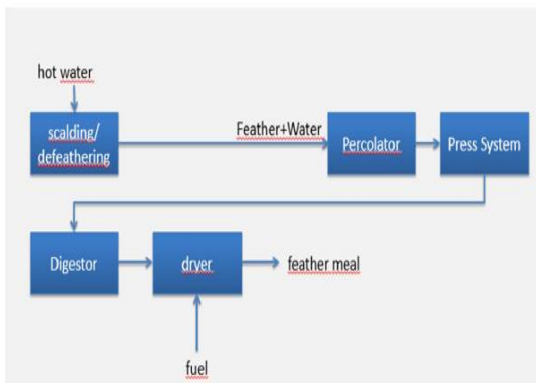 hot water
scalding/
defeathering
Feather+Water
Percolator
Press System
Digestor
dryer
feather meal
fuel